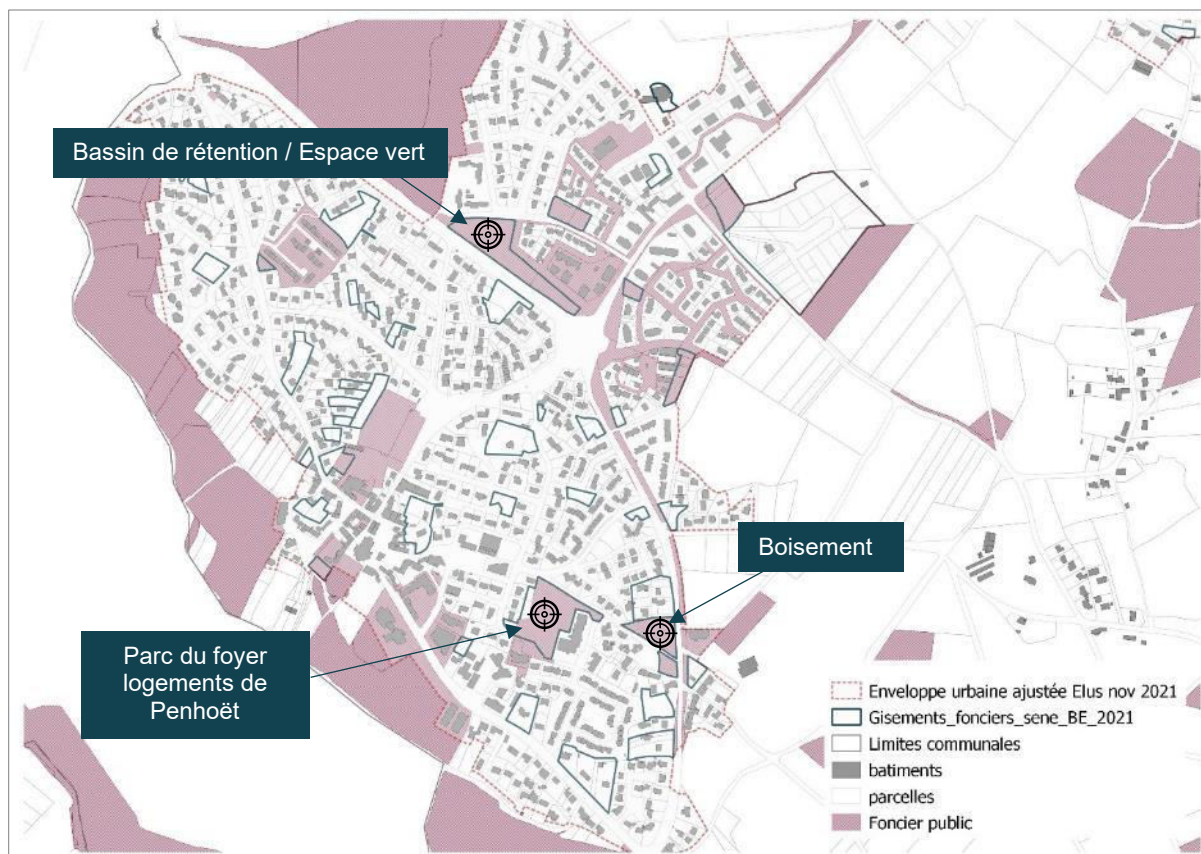 Bassin de rétention / Espace vert
Boisement
Parc du foyer
logements de
Penhoët
Enveloppe urbaine ajustée Elus nov 2021
Gisements_fonciers_sene_BE_2021
Limites communales
batiments
parcelles
Foncier public